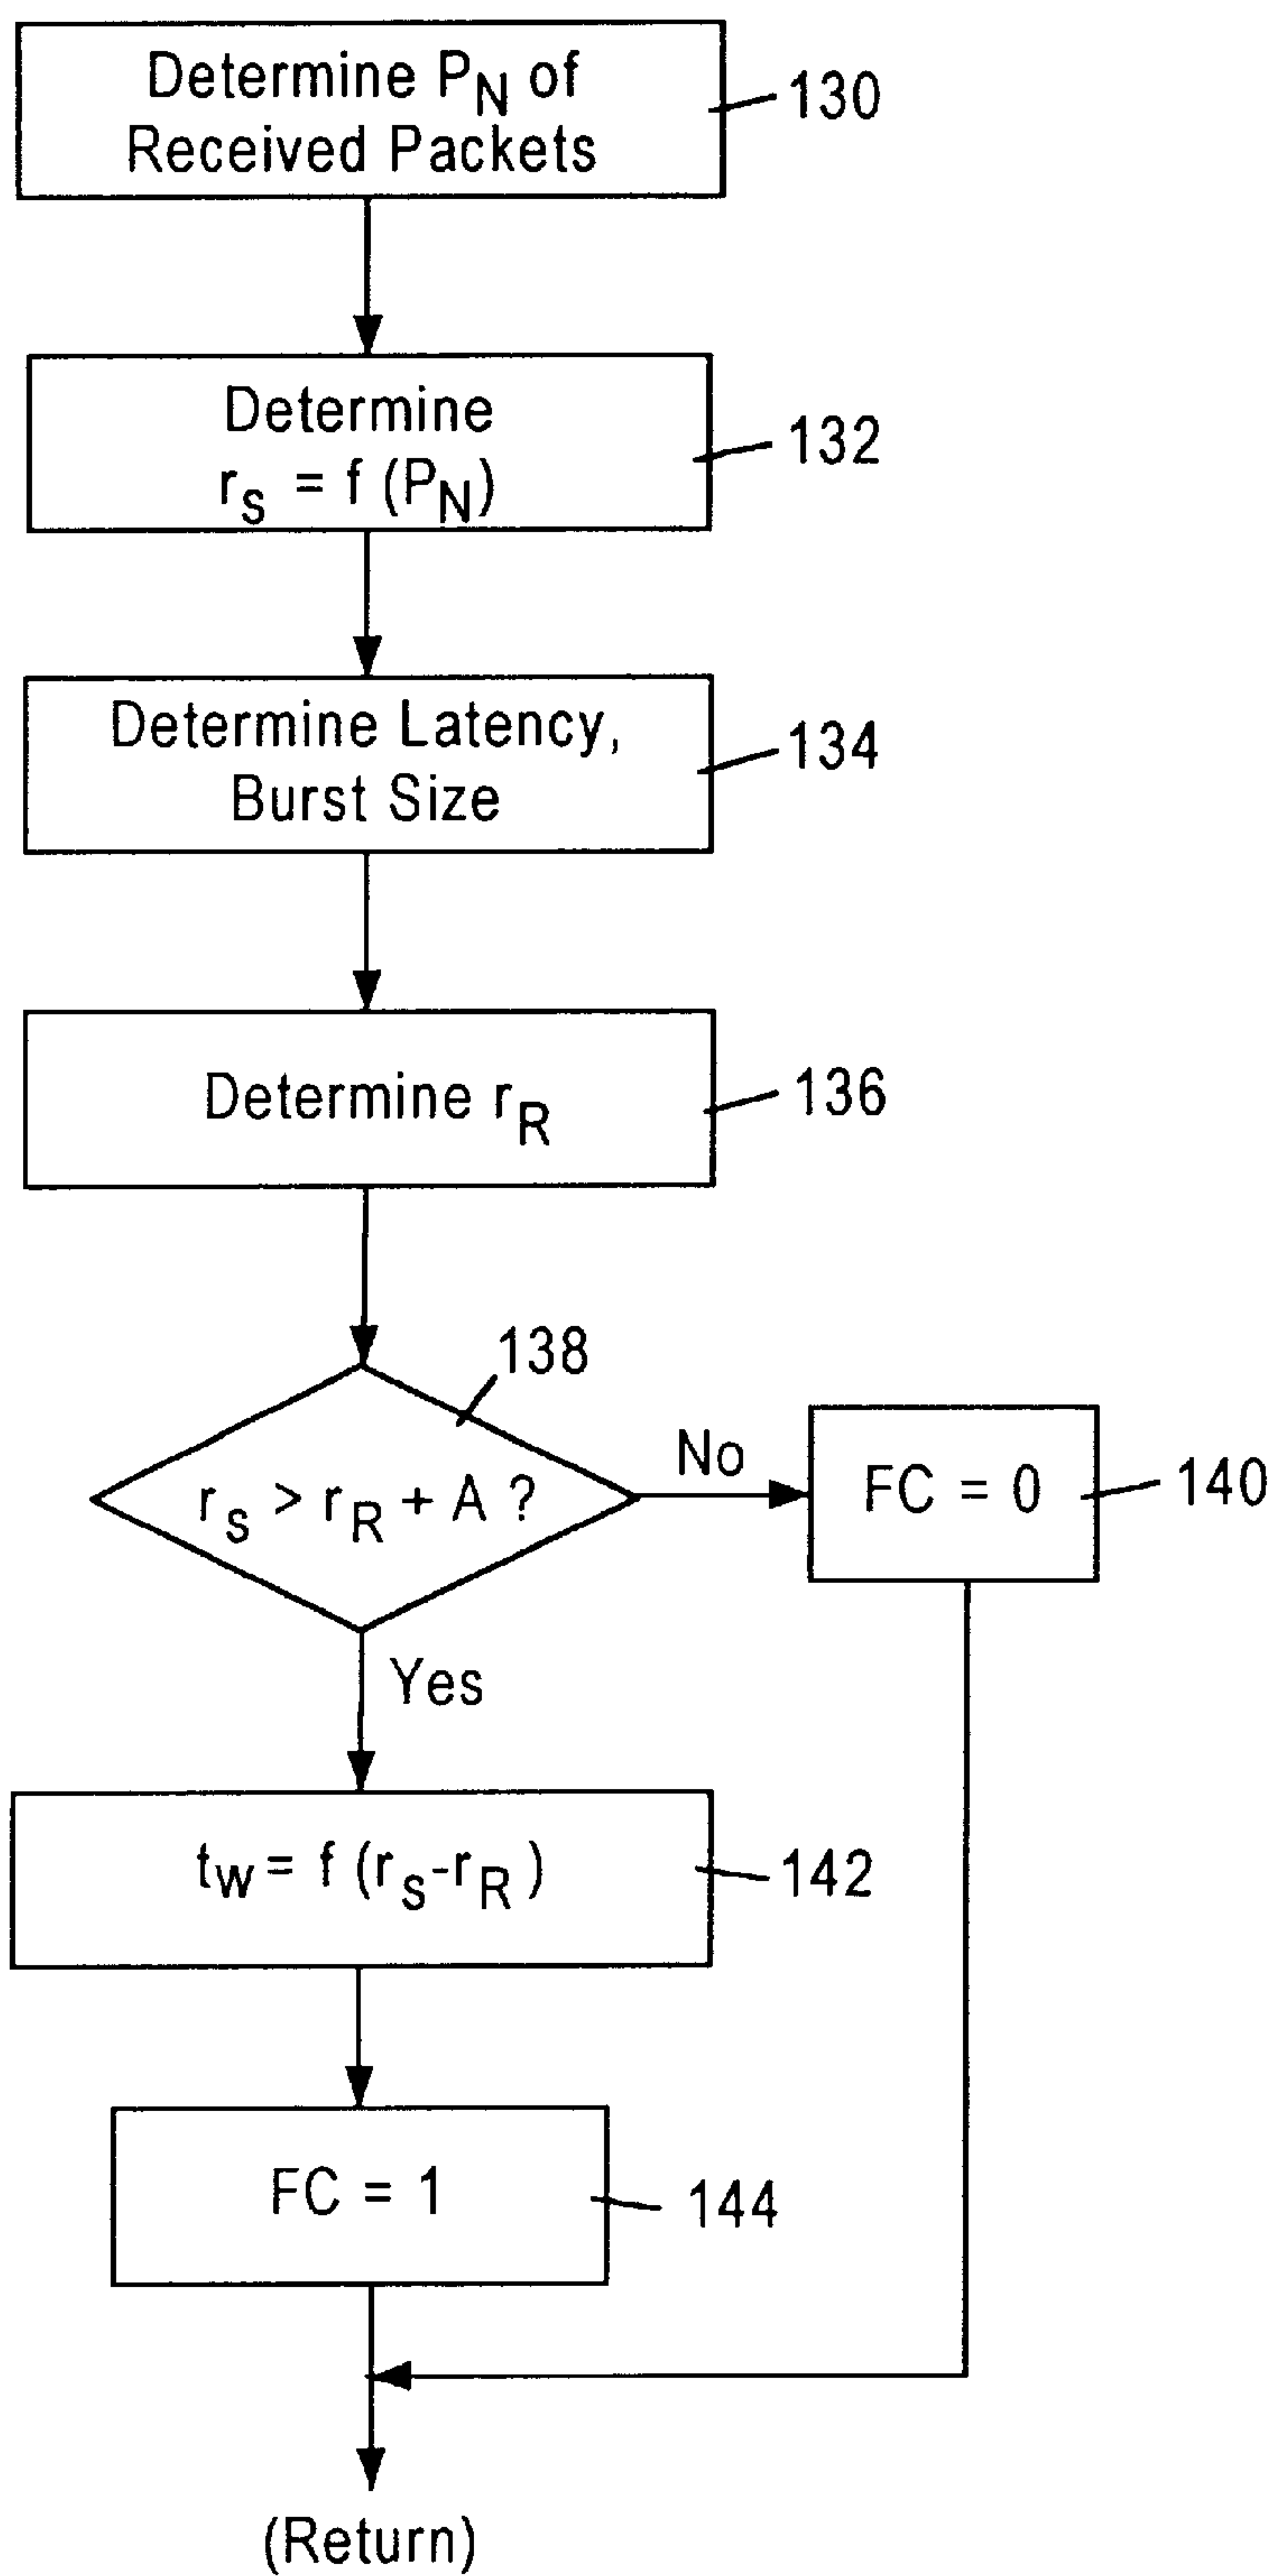 Determine P_N of
Received Packets
130
Determine
r_s = f (P_N)
132
Determine Latency,
Burst Size
134
Determine r_R
136
138
r_s > r_R + A ?
No
FC = 0
140
Yes
t_w = f (r_s-r_R)
142
FC = 1
144
(Return)